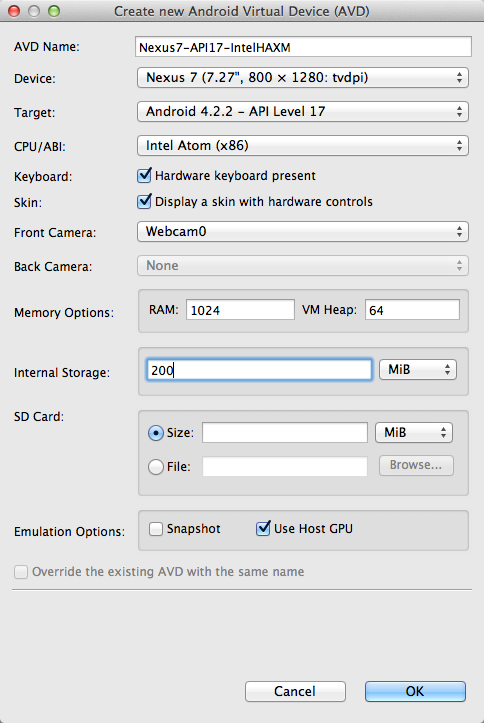 Create new Android Virtual Device (AVD)
AVD Name: Nexus7-API17-IntelHAXM
Device: Nexus 7 (7.27", 800 × 1280: tvdpi)
Target: Android 4.2.2 - API Level 17
CPU/ABI: Intel Atom (x86)
Keyboard: Hardware keyboard present
Skin: Display a skin with hardware controls
Front Camera: Webcam0
Back Camera: None
Memory Options: RAM: 1024 VM Heap: 64
Internal Storage: 200 MiB
SD Card:
Size: MiB
File: Browse...
Emulation Options: Snapshot Use Host GPU
Override the existing AVD with the same name
Cancel OK